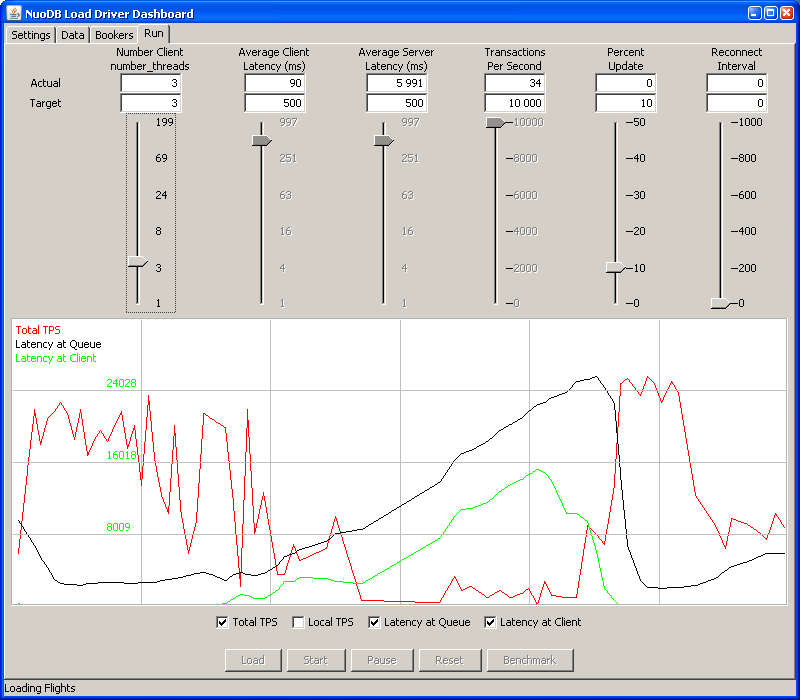 NuoDB Load Driver Dashboard
Settings Data Bookers Run
Number Client number_threads
Average Client Latency (ms)
Average Server Latency (ms)
Transactions Per Second
Percent Update
Reconnect Interval
Actual 3 90 5 991 34 0 0
Target 3 500 500 10 000 10 0
199 997 997 10000 50 1000
69 251 251 8000 40 800
24 63 63 6000 30 600
8 16 16 4000 20 400
3 4 4 2000 10 200
1 1 1 0 0 0
Total TPS
Latency at Queue
Latency at Client
24028
16018
8009
Total TPS Local TPS Latency at Queue Latency at Client
Load Start Pause Reset Benchmark
Loading Flights